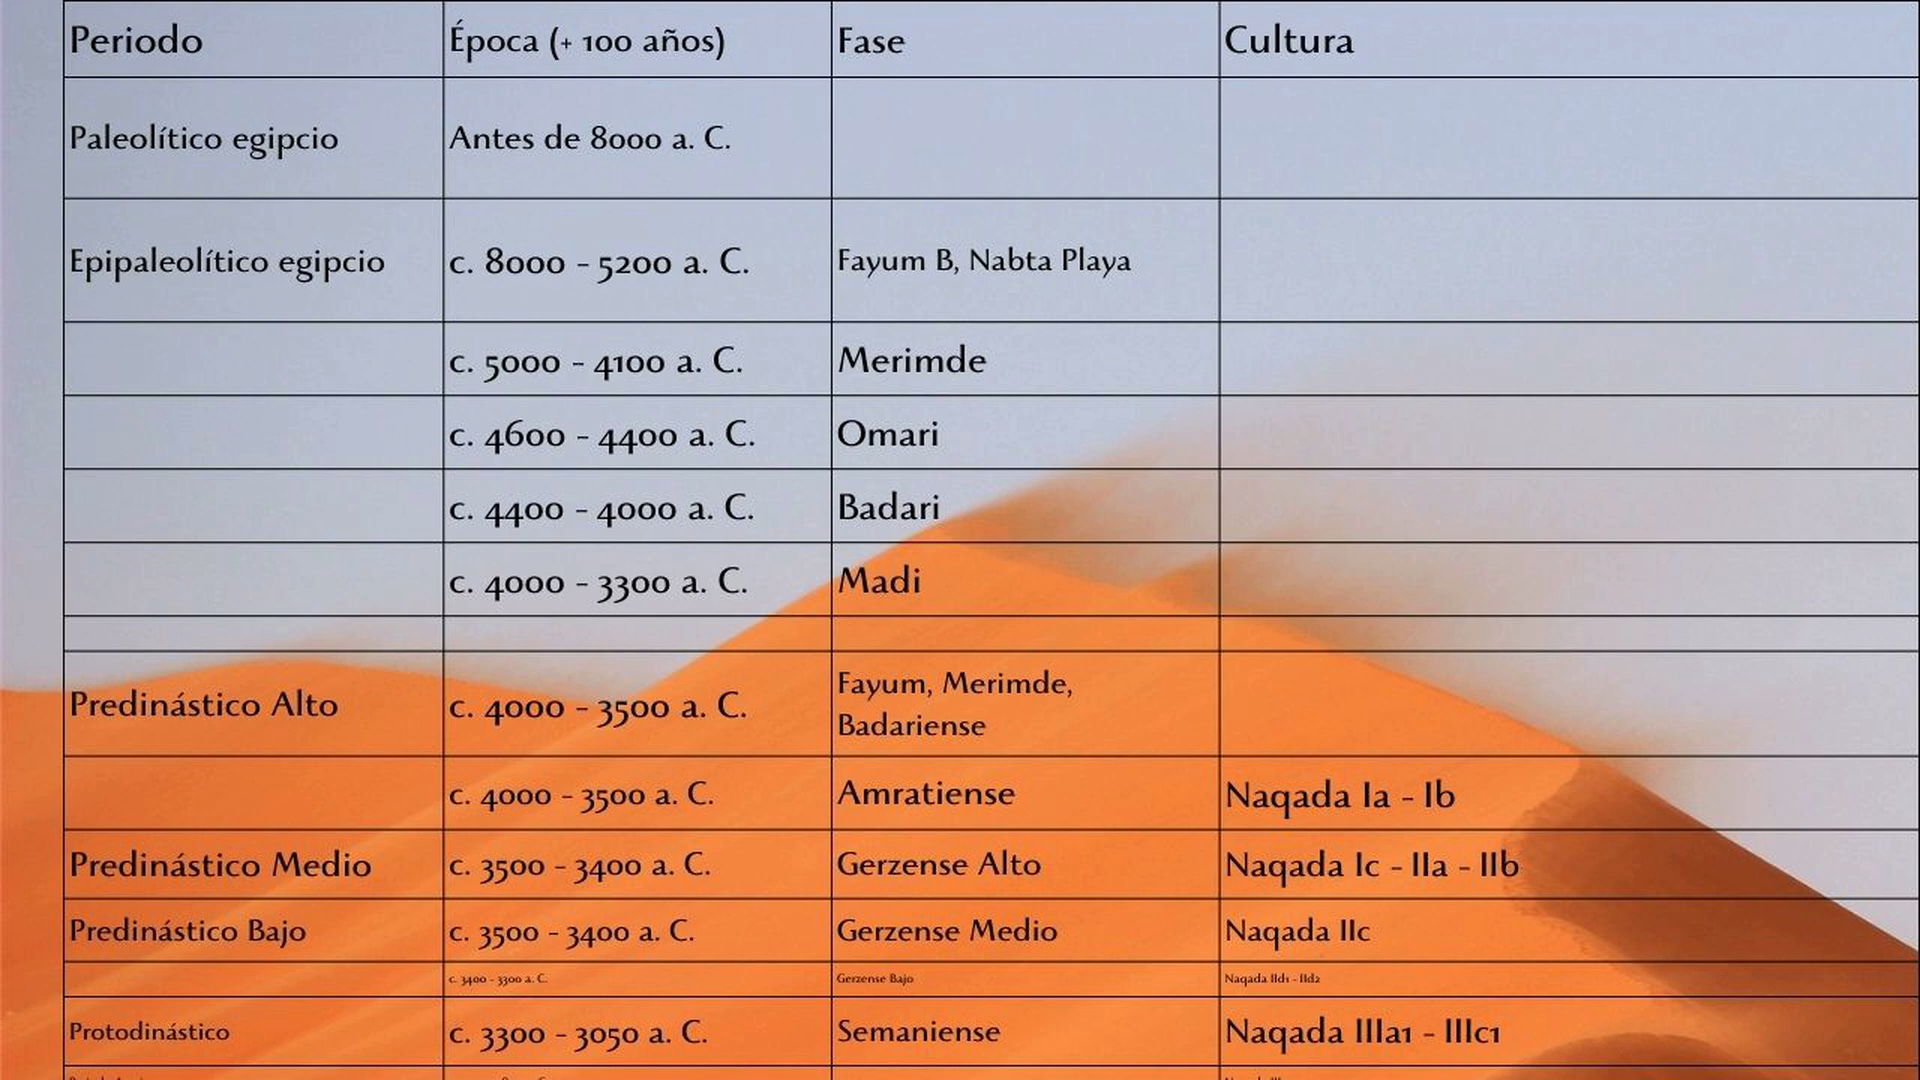 Periodo Época (+ 100 años) Fase Cultura
Paleolítico egipcio Antes de 8000 a. C.
Epipaleolítico egipcio c. 8000 - 5200 a. C. Fayum B, Nabta Playa
c. 5000 - 4100 a. C. Merimde
c. 4600 - 4400 a. C. Omari
c. 4400 - 4000 a. C. Badari
c. 4000 - 3300 a. C. Madi
Predinástico Alto c. 4000 - 3500 a. C. Fayum, Merimde,
Badariense
c. 4000 - 3500 a. C. Amratiense Naqada Ia - Ib
Predinástico Medio c. 3500 - 3400 a. C. Gerzense Alto Naqada Ic - IIa - IIb
Predinástico Bajo c. 3500 - 3400 a. C. Gerzense Medio Naqada IIc
c. 3400 - 3300 a. C. Gerzense Bajo Naqada IId1 - IId2
Protodinástico c. 3300 - 3050 a. C. Semaniense Naqada IIIa1 - IIIc1